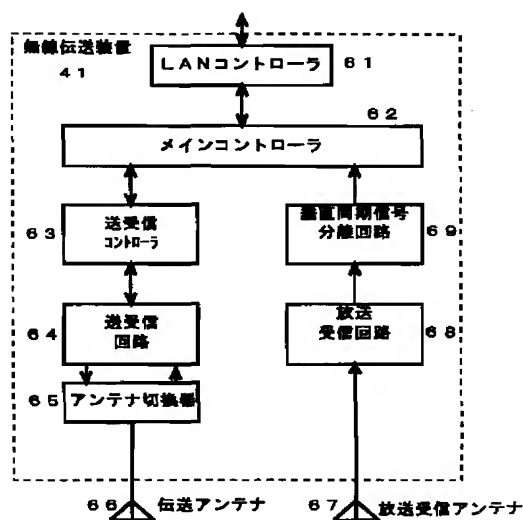 無線伝送装置
41
LANコントローラ
61
62
メインコントローラ
63
送受信
コントローラ
垂直同期信号
分離回路
69
64
送受信
回路
放送
受信回路
68
65
アンテナ切換器
66
伝送アンテナ
67
放送受信アンテナ